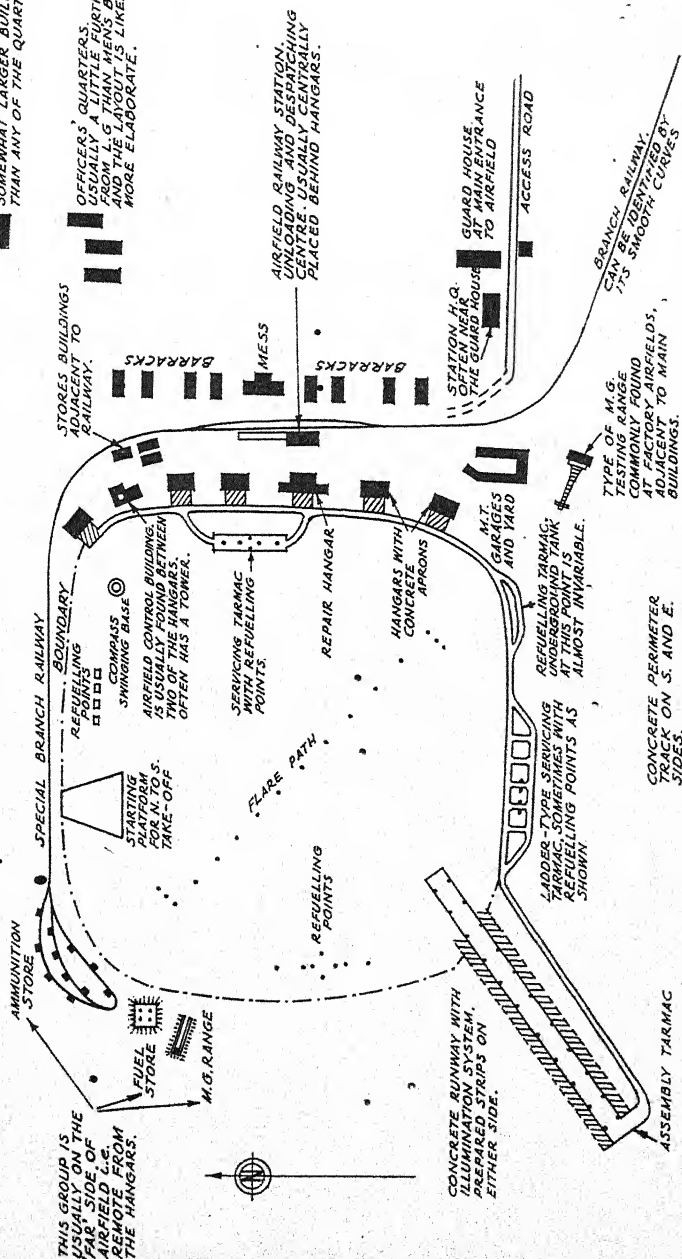 THIS GROUP IS
USUALLY ON THE
'FAR' SIDE OF
AIRFIELD i.e.
REMOTE FROM
THE HANGARS.
AMMUNITION
STORE
FUEL
STORE
M.G. RANGE
N
SPECIAL BRANCH RAILWAY
BOUNDARY
STARTING
PLATFORM
FOR N. TO S.
TAKE-OFF
REFUELLING
POINTS
COMPASS
SWINGING BASE
AIRFIELD CONTROL BUILDING.
IS USUALLY FOUND BETWEEN
TWO OF THE HANGARS.
OFTEN HAS A TOWER.
STORES BUILDINGS
ADJACENT TO
RAILWAY.
SOMEWHAT LARGER BUIL
THAN ANY OF THE QUART
OFFICERS' QUARTERS.
USUALLY A LITTLE FURTH
FROM L.G. THAN MENS B
AND THE LAYOUT IS LIKE
MORE ELABORATE.
BARRACKS
MESS
BARRACKS
AIRFIELD RAILWAY STATION.
UNLOADING AND DESPATCHING
CENTRE. USUALLY CENTRALLY
PLACED BEHIND HANGARS.
SERVICING TARMAC
WITH REFUELLING
POINTS.
REPAIR HANGAR
FLARE PATH
REFUELLING
POINTS
HANGARS WITH
CONCRETE
APRONS
STATION H.Q.
OFTEN NEAR
THE GUARD HOUSE
GUARD HOUSE
AT MAIN ENTRANCE
TO AIRFIELD
ACCESS ROAD
M.T.
GARAGES
AND YARD
BRANCH RAILWAY.
CAN BE IDENTIFIED BY
ITS SMOOTH CURVES
CONCRETE RUNWAY WITH
ILLUMINATION SYSTEM.
PREPARED STRIPS ON
EITHER SIDE.
LADDER-TYPE SERVICING
TARMAC, SOMETIMES WITH
REFUELLING POINTS AS
SHOWN.
REFUELLING TARMAC.
UNDERGROUND TANK
AT THIS POINT IS
ALMOST INVARIABLE.
TYPE OF M.G.
TESTING RANGE
COMMONLY FOUND
AT FACTORY AIRFIELDS,
ADJACENT TO MAIN
BUILDINGS.
CONCRETE PERIMETER
TRACK ON S. AND E.
SIDES.
ASSEMBLY TARMAC